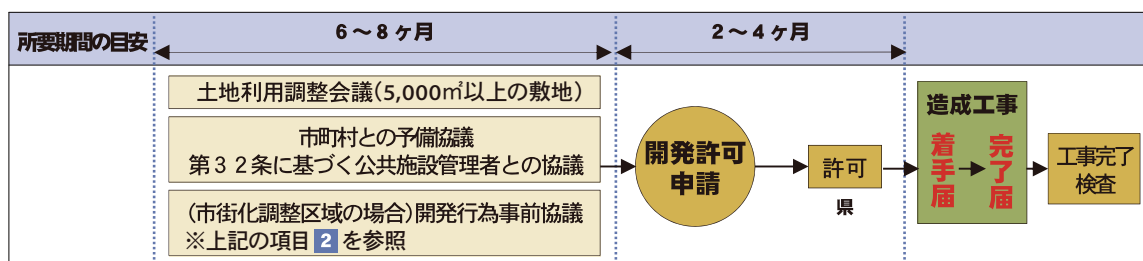 所要期間の目安
6～8ヶ月
2～4ヶ月
土地利用調整会議(5,000㎡以上の敷地)
市町村との予備協議
第32条に基づく公共施設管理者との協議
(市街化調整区域の場合)開発行為事前協議
※上記の項目 2 を参照
開発許可
申請
許可
県
造成工事
着手届
完了届
工事完了
検査